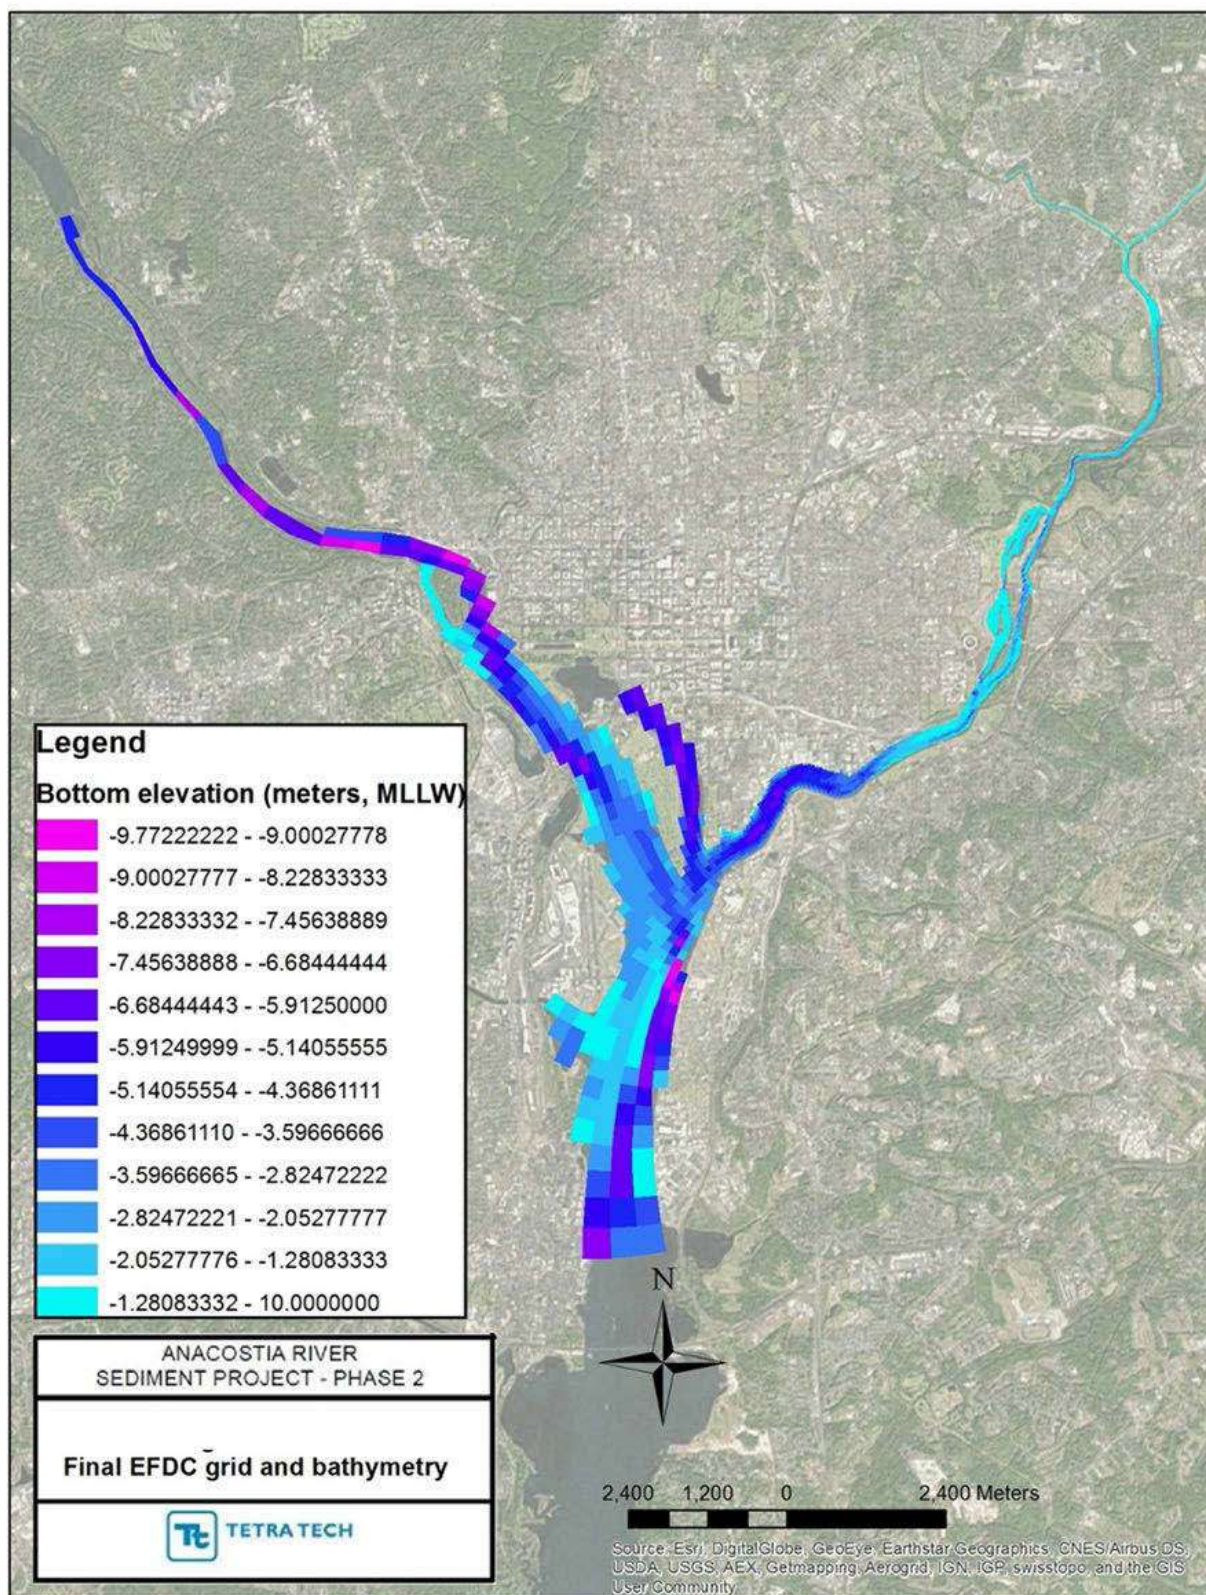 Legend
Bottom elevation (meters, MLLW)
-9.77222222 - -9.00027778
-9.00027777 - -8.22833333
-8.22833332 - -7.45638889
-7.45638888 - -6.68444444
-6.68444443 - -5.91250000
-5.91249999 - -5.14055555
-5.14055554 - -4.36861111
-4.36861110 - -3.59666666
-3.59666665 - -2.82472222
-2.82472221 - -2.05277777
-2.05277776 - -1.28083333
-1.28083332 - 10.0000000
N
ANACOSTIA RIVER
SEDIMENT PROJECT - PHASE 2
Final EFDC grid and bathymetry
Tt TETRA TECH
2,400 1,200 0 2,400 Meters
Source: Esri, DigitalGlobe, GeoEye, Earthstar Geographics, CNES/Airbus DS,
USDA, USGS, AEX, Getmapping, Aerogrid, IGN, IGP, swisstopo, and the GIS
User Community